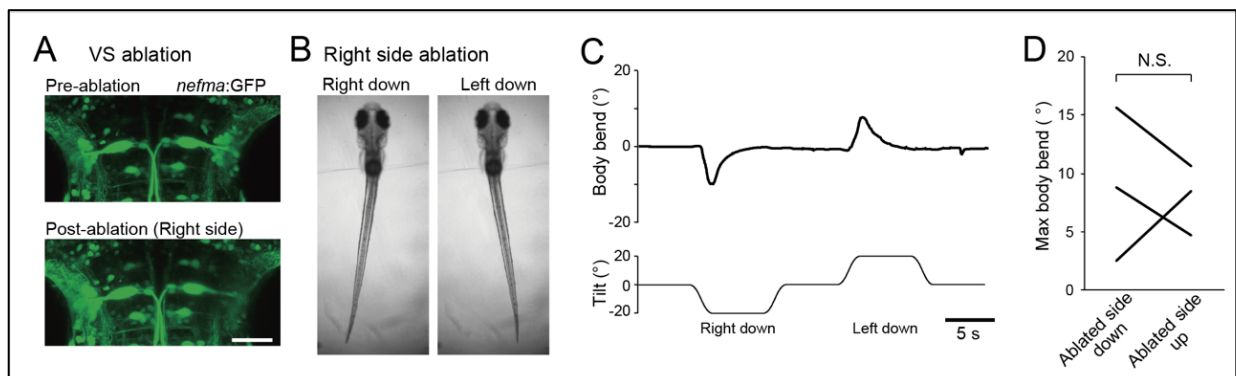 A VS ablation
Pre-ablation nefma:GFP
Post-ablation (Right side)
B Right side ablation
Right down Left down
C
20
0
-20
Body bend (°)
20
0
-20
Tilt (°)
Right down Left down
5 s
D
20
15
10
5
0
Max body bend (°)
N.S.
Ablated side
down
Ablated side
up